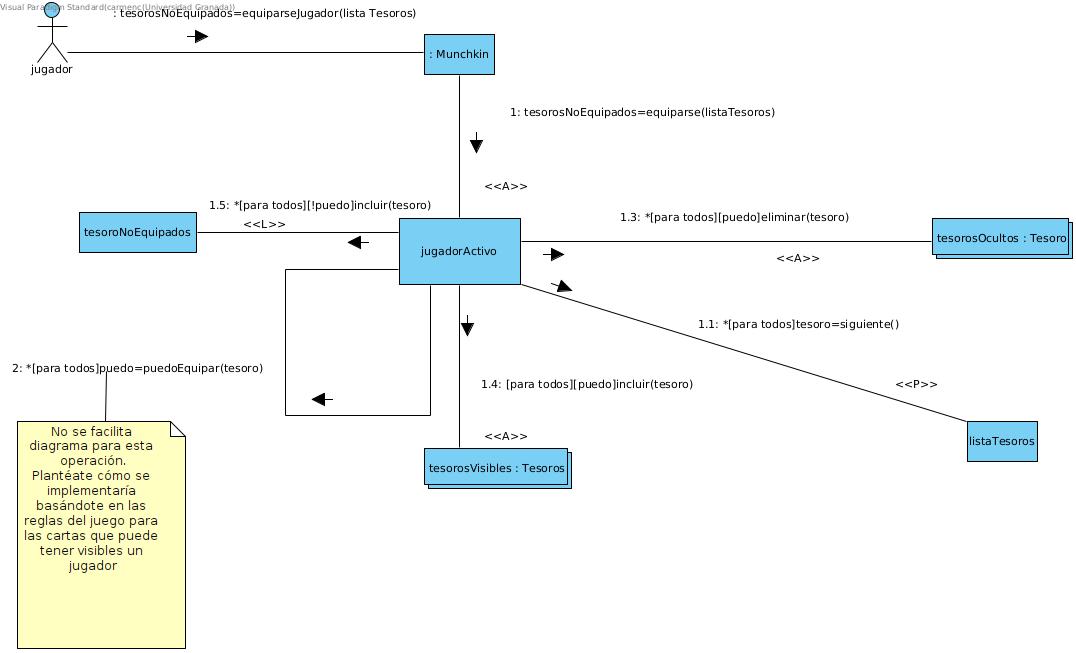 Visual Paradigm Standard(carmenc(Universidad Granada))
: tesorosNoEquipados=equiparseJugador(lista Tesoros)
jugador
: Munchkin
1: tesorosNoEquipados=equiparse(listaTesoros)
<<A>>
1.5: *[para todos][!puedo]incluir(tesoro)
<<L>>
tesoroNoEquipados
jugadorActivo
1.3: *[para todos][puedo]eliminar(tesoro)
<<A>>
tesorosOcultos : Tesoro
1.1: *[para todos]tesoro=siguiente()
<<P>>
listaTesoros
2: *[para todos]puedo=puedoEquipar(tesoro)
1.4: [para todos][puedo]incluir(tesoro)
<<A>>
tesorosVisibles : Tesoros
No se facilita
diagrama para esta
operación.
Plantéate cómo se
implementaría
basándote en las
reglas del juego para
las cartas que puede
tener visibles un
jugador